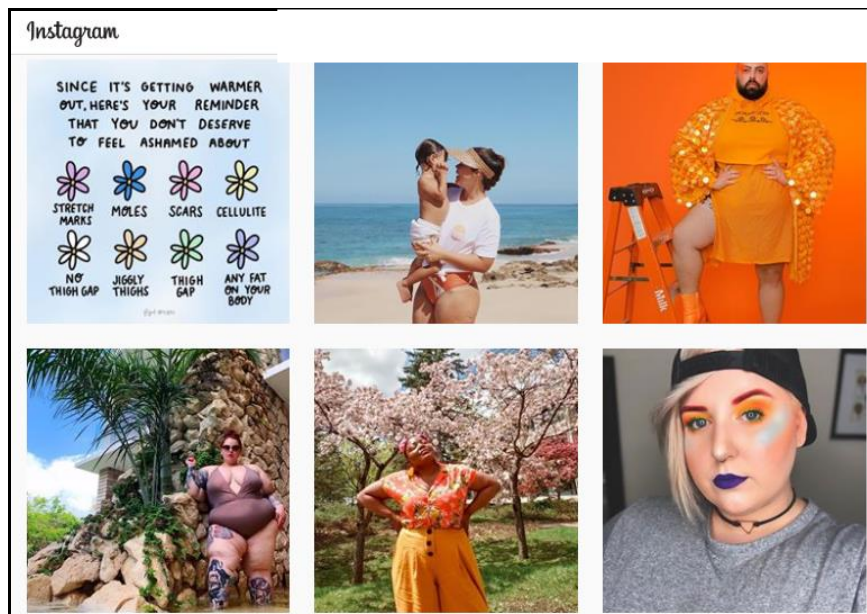 Instagram
SINCE IT'S GETTING WARMER
OUT, HERE'S YOUR REMINDER
THAT YOU DON'T DESERVE
TO FEEL ASHAMED ABOUT
STRETCH
MARKS
MOLES
SCARS
CELLULITE
NO
THIGH GAP
JIGGLY
THIGHS
THIGH
GAP
ANY FAT
ON YOUR
BODY
Milk